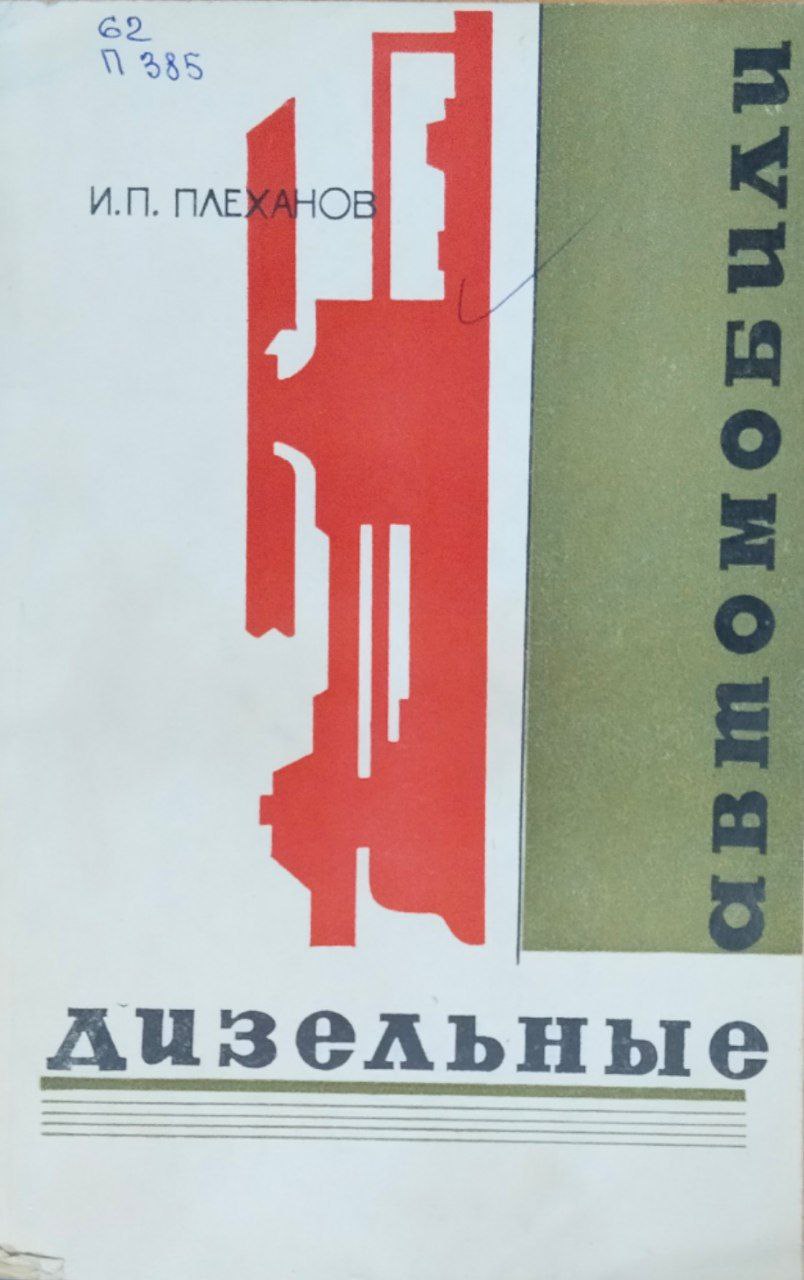 62
П 385
И.П. ПЛЕХАНОВ
дизельные
автомобили